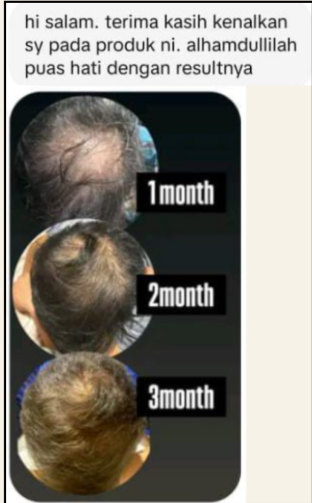 hi salam. terima kasih kenalkan
sy pada produk ni. alhamdullilah
puas hati dengan resultnya
1month
2month
3month